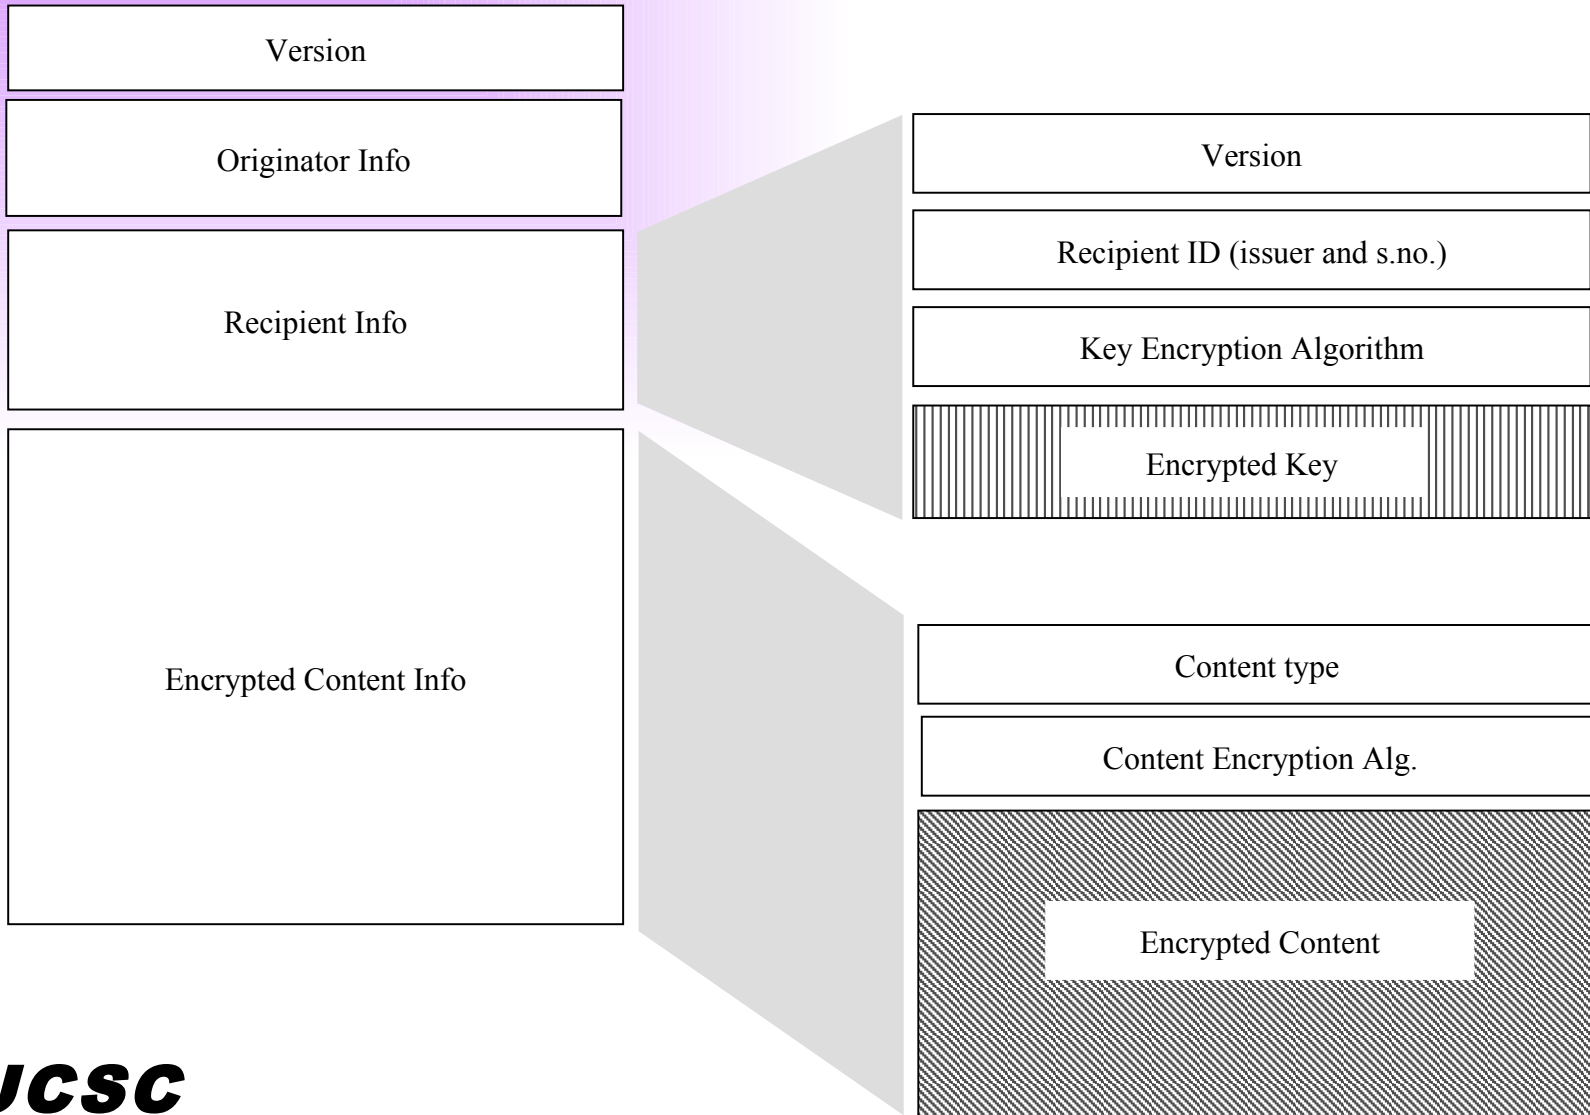 Version
Originator Info
Recipient Info
Encrypted Content Info
Version
Recipient ID (issuer and s.no.)
Key Encryption Algorithm
Encrypted Key
Content type
Content Encryption Alg.
Encrypted Content
UCSC